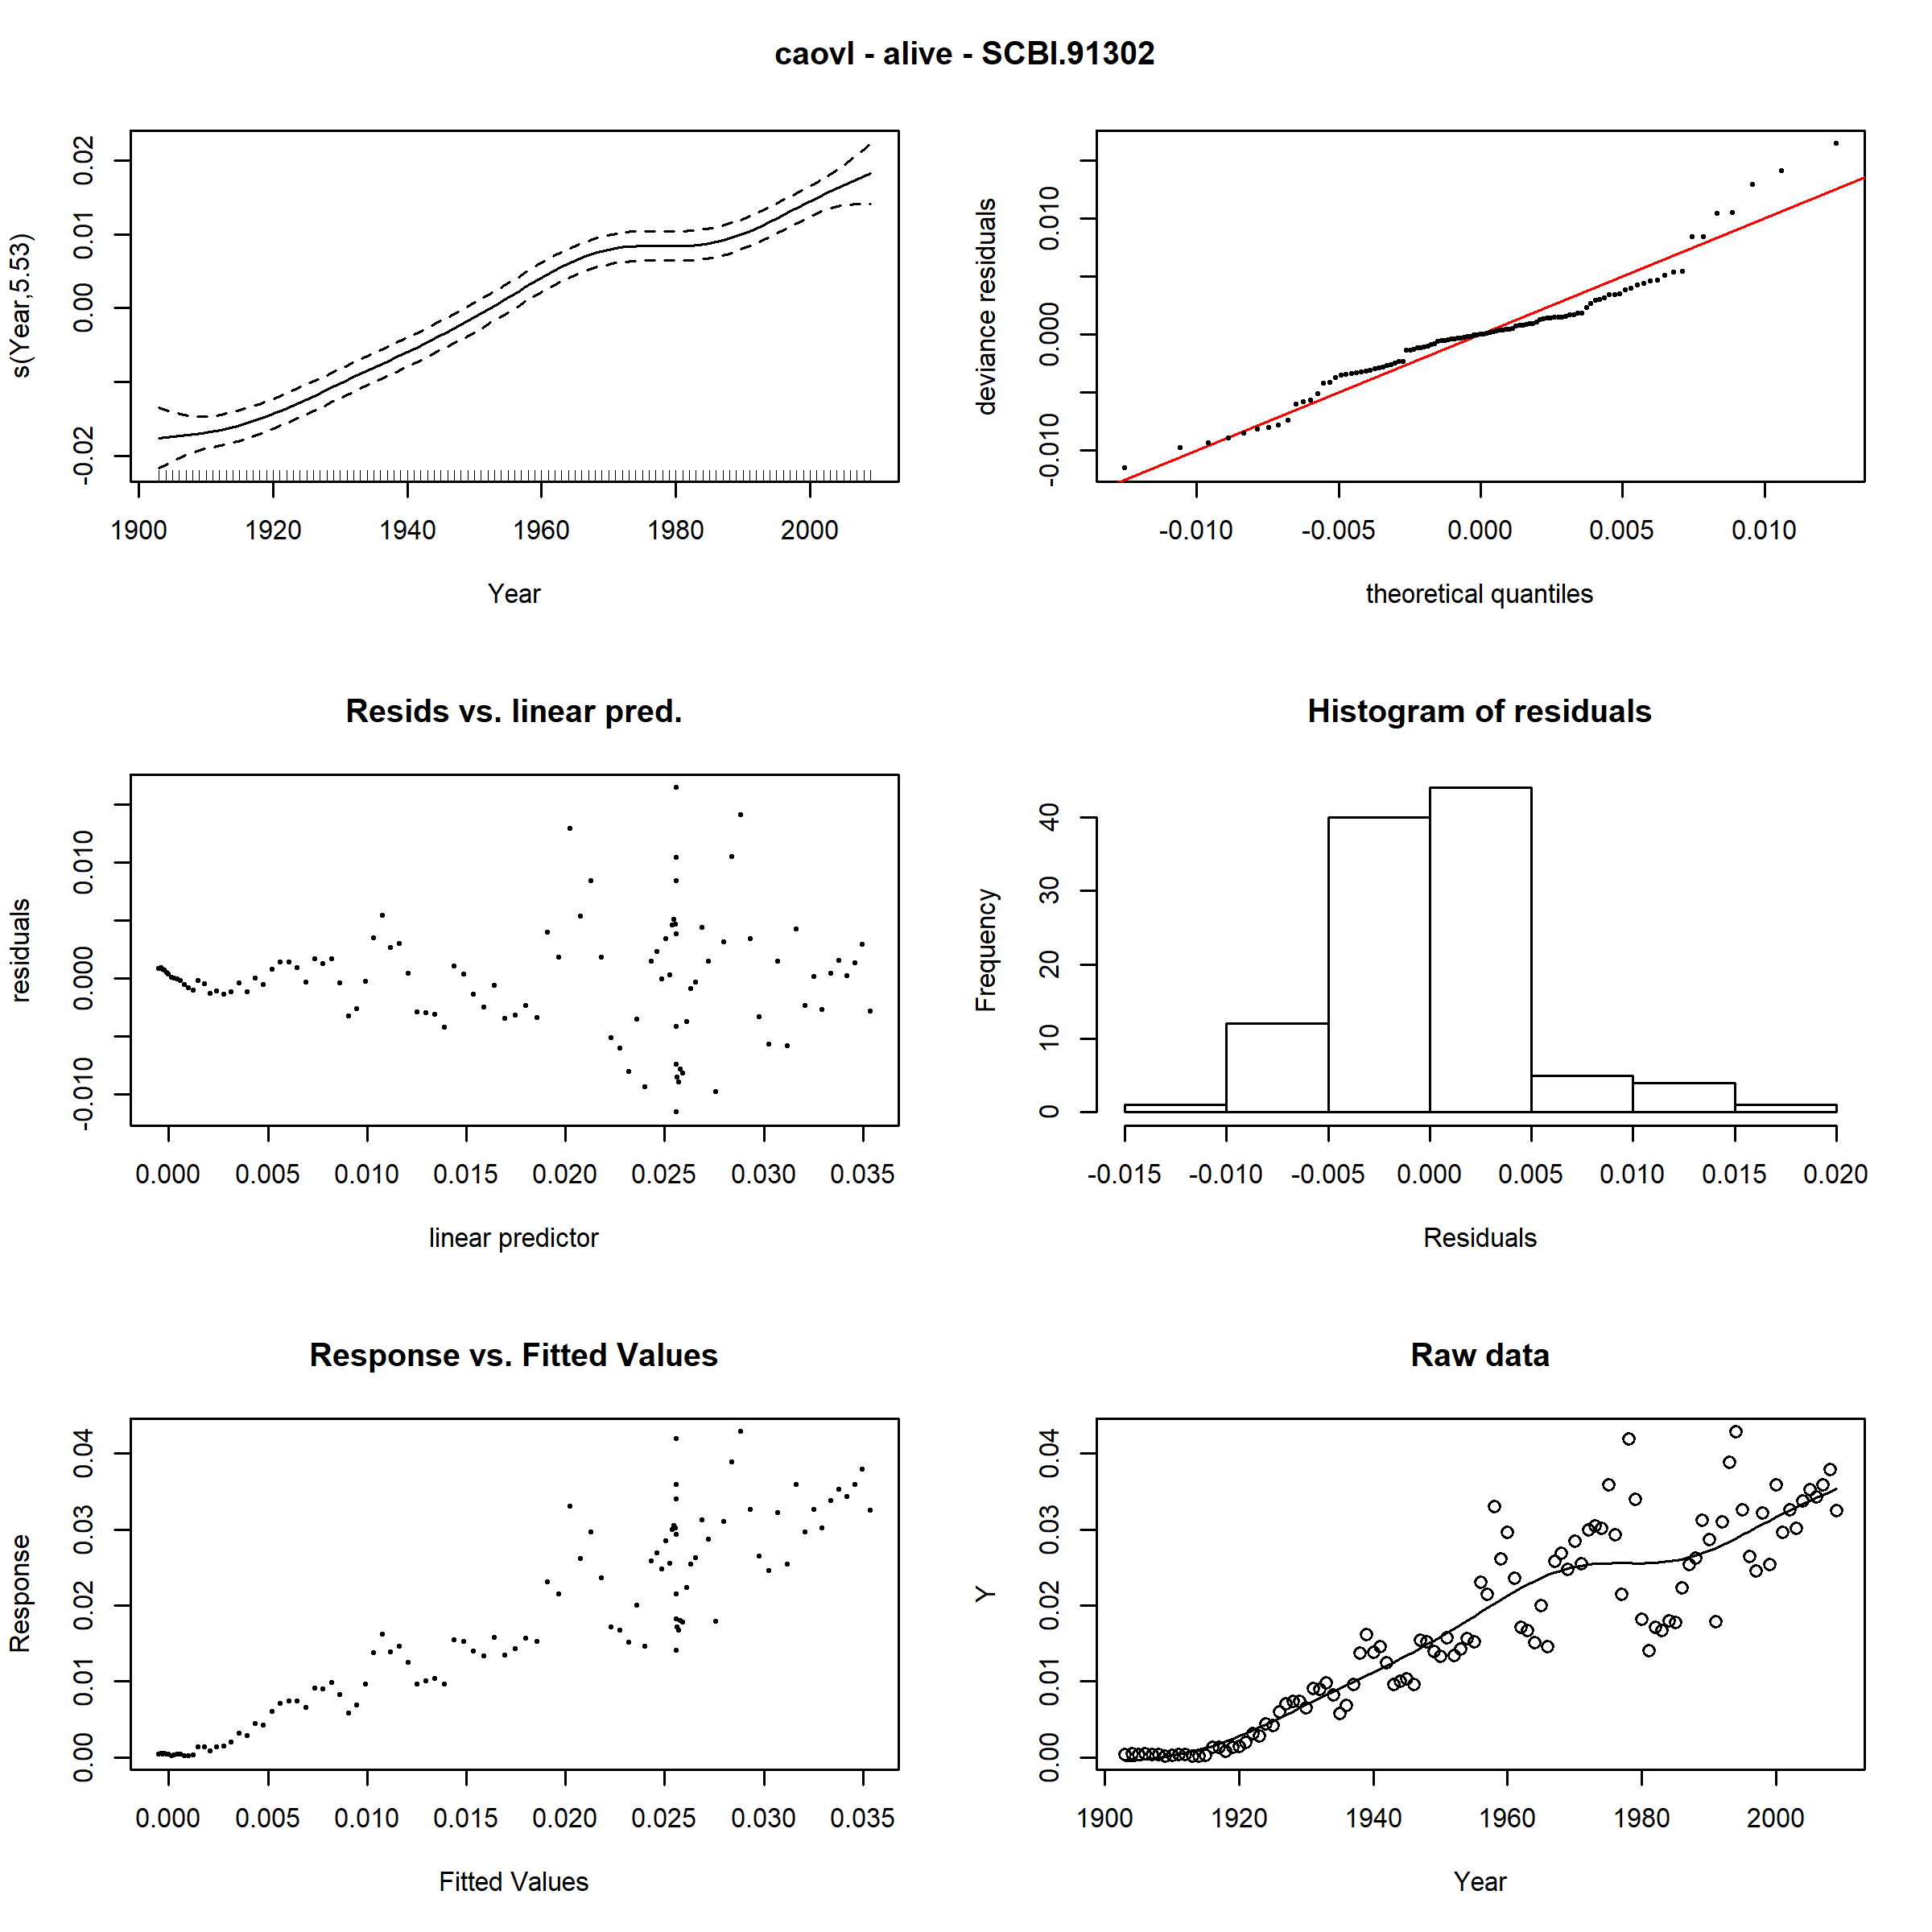 caovl - alive - SCBI.91302
s(Year,5.53)
-0.02 0.00 0.01 0.02
1900 1920 1940 1960 1980 2000
Year
deviance residuals
-0.010 0.000 0.010
-0.010 -0.005 0.000 0.005 0.010
theoretical quantiles
Resids vs. linear pred.
residuals
-0.010 0.000 0.010
0.000 0.005 0.010 0.015 0.020 0.025 0.030 0.035
linear predictor
Histogram of residuals
Frequency
0 10 20 30 40
-0.015 -0.010 -0.005 0.000 0.005 0.010 0.015 0.020
Residuals
Response vs. Fitted Values
Response
0.00 0.01 0.02 0.03 0.04
0.000 0.005 0.010 0.015 0.020 0.025 0.030 0.035
Fitted Values
Raw data
Y
0.00 0.01 0.02 0.03 0.04
1900 1920 1940 1960 1980 2000
Year